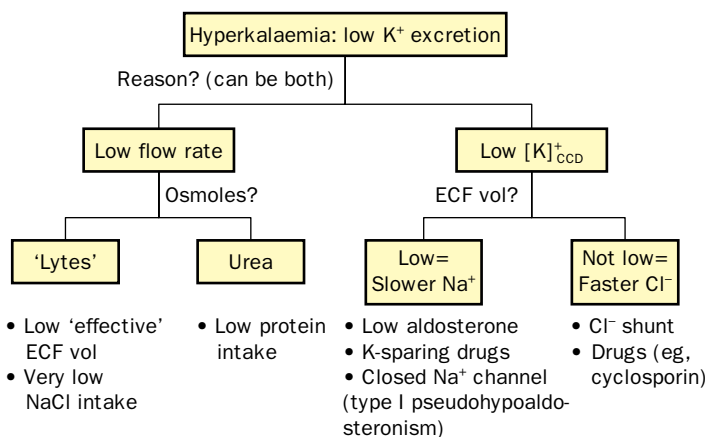 Hyperkalaemia: low K⁺ excretion
Reason? (can be both)
Low flow rate
Low [K]⁺CCD
Osmoles?
ECF vol?
‘Lytes’
Urea
Low=
Slower Na⁺
Not low=
Faster Cl⁻
• Low ‘effective’
ECF vol
• Very low
NaCl intake
• Low protein
intake
• Low aldosterone
• K-sparing drugs
• Closed Na⁺ channel
(type I pseudohypoaldo-
steronism)
• Cl⁻ shunt
• Drugs (eg,
cyclosporin)